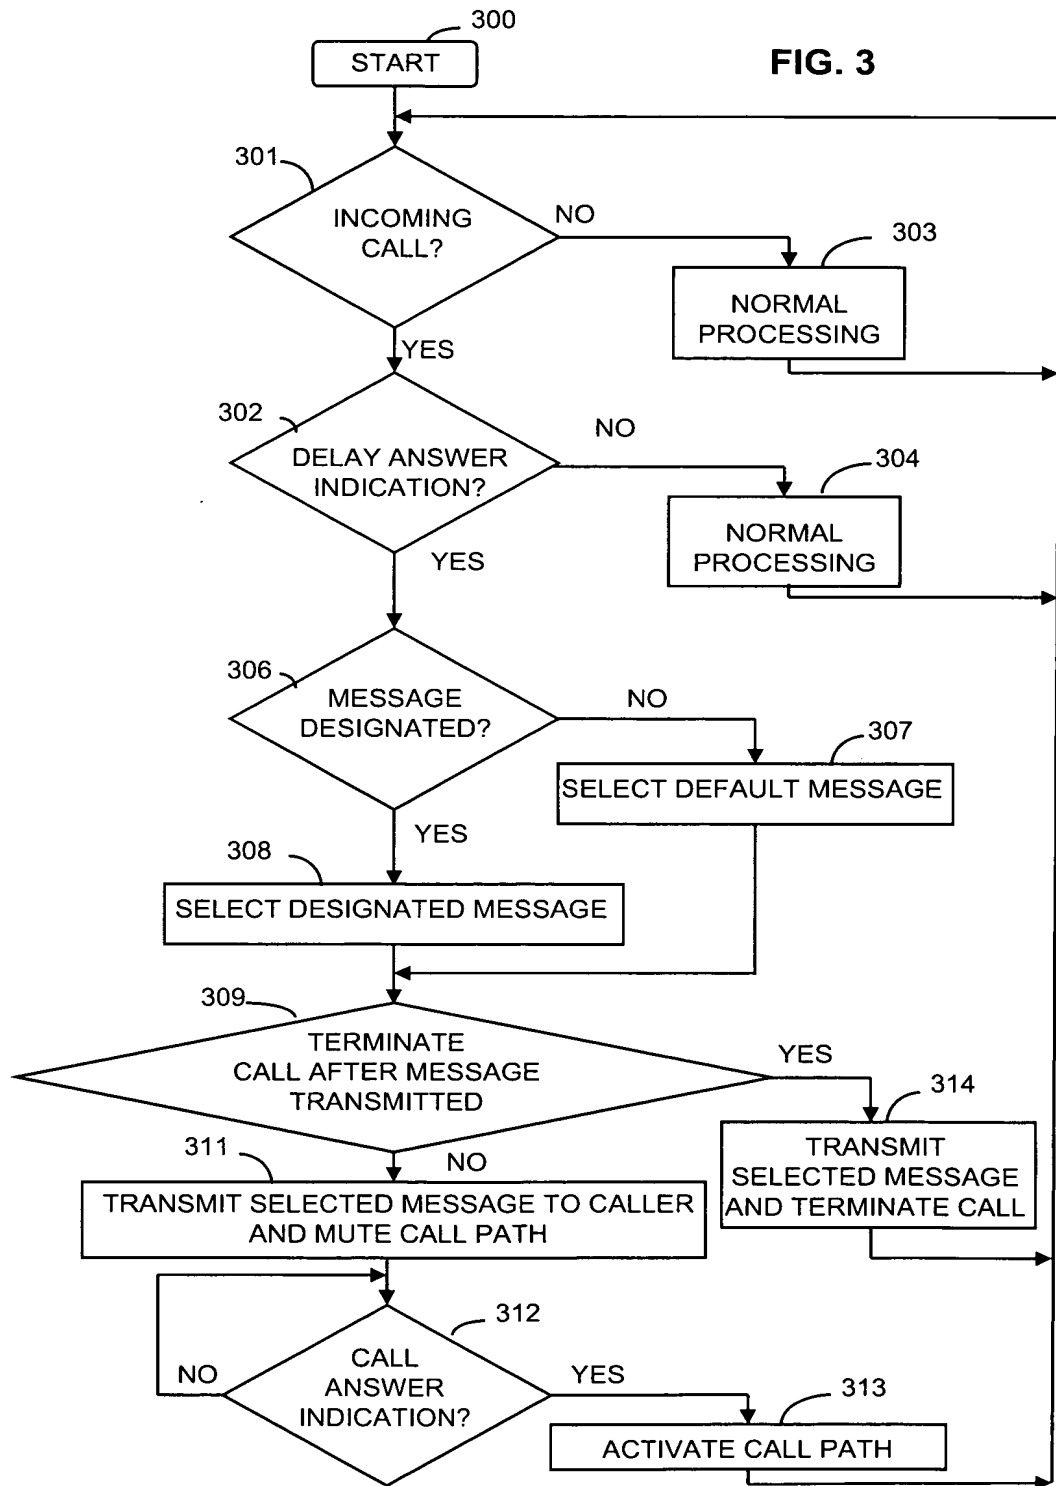 300
START
FIG. 3
301
INCOMING
CALL?
NO
303
NORMAL
PROCESSING
YES
302
DELAY ANSWER
INDICATION?
NO
304
NORMAL
PROCESSING
YES
306
MESSAGE
DESIGNATED?
NO
307
SELECT DEFAULT MESSAGE
YES
308
SELECT DESIGNATED MESSAGE
309
TERMINATE
CALL AFTER MESSAGE
TRANSMITTED
YES
314
TRANSMIT
SELECTED MESSAGE
AND TERMINATE CALL
NO
311
TRANSMIT SELECTED MESSAGE TO CALLER
AND MUTE CALL PATH
312
CALL
ANSWER
INDICATION?
NO
YES
313
ACTIVATE CALL PATH